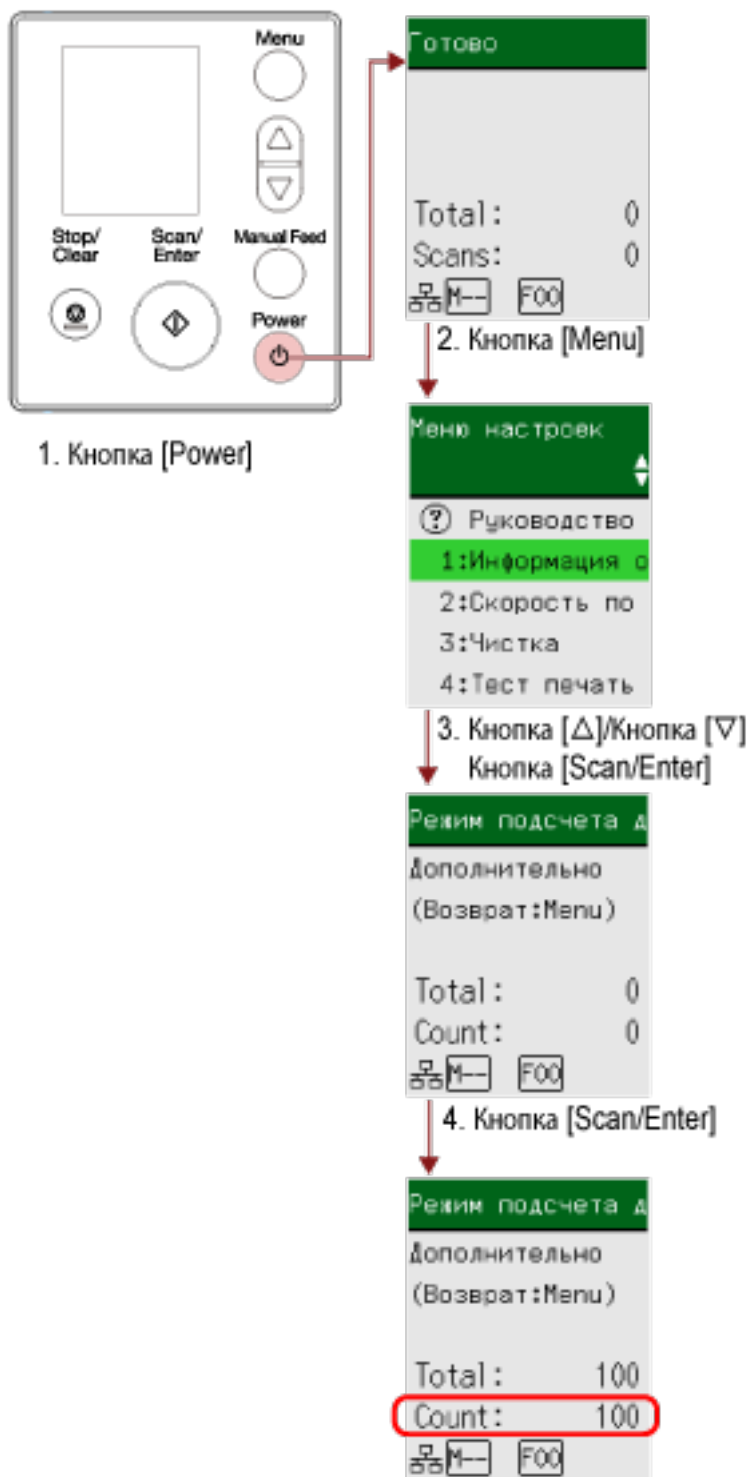 Menu
Stop/
Clear
Scan/
Enter
Manual Feed
Power
1. Кнопка [Power]
Готово
Total: 0
Scans: 0
M-- F00
2. Кнопка [Menu]
Меню настроек
? Руководство
1:Информация о
2:Скорость по
3:Чистка
4:Тест печать
3. Кнопка [△]/Кнопка [▽]
Кнопка [Scan/Enter]
Режим подсчета д
Дополнительно
(Возврат:Menu)
Total: 0
Count: 0
M-- F00
4. Кнопка [Scan/Enter]
Режим подсчета д
Дополнительно
(Возврат:Menu)
Total: 100
Count: 100
M-- F00